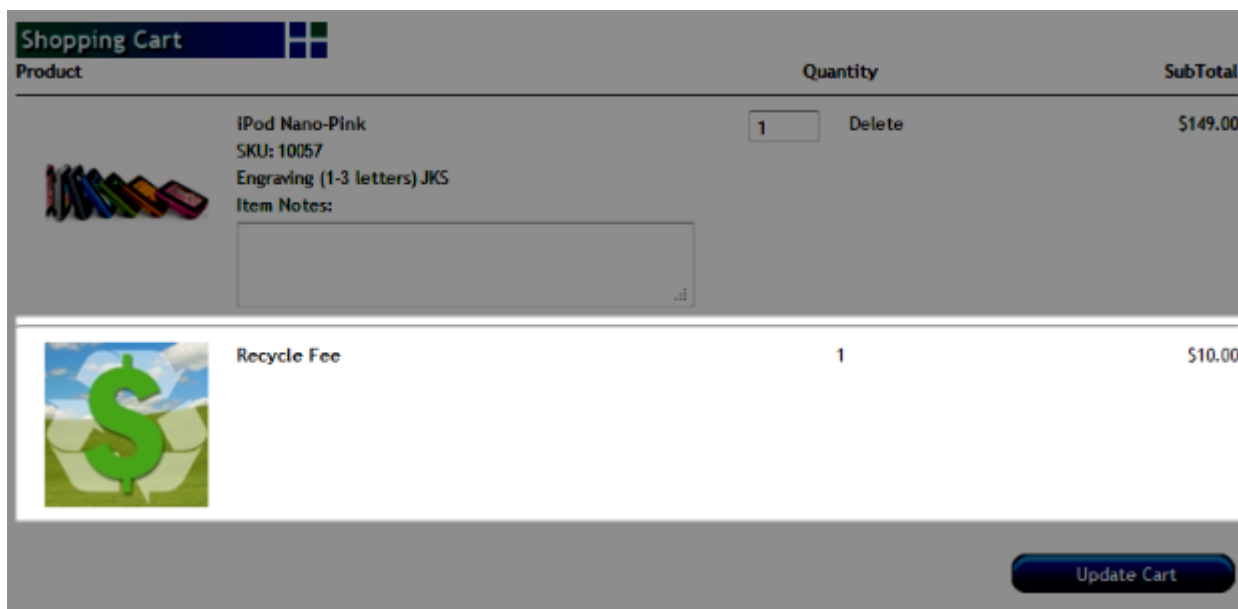 Shopping Cart
Product Quantity SubTotal
iPod Nano-Pink 1 Delete $149.00
SKU: 10057
Engraving (1-3 letters) JKS
Item Notes:
Recycle Fee 1 $10.00
$
Update Cart